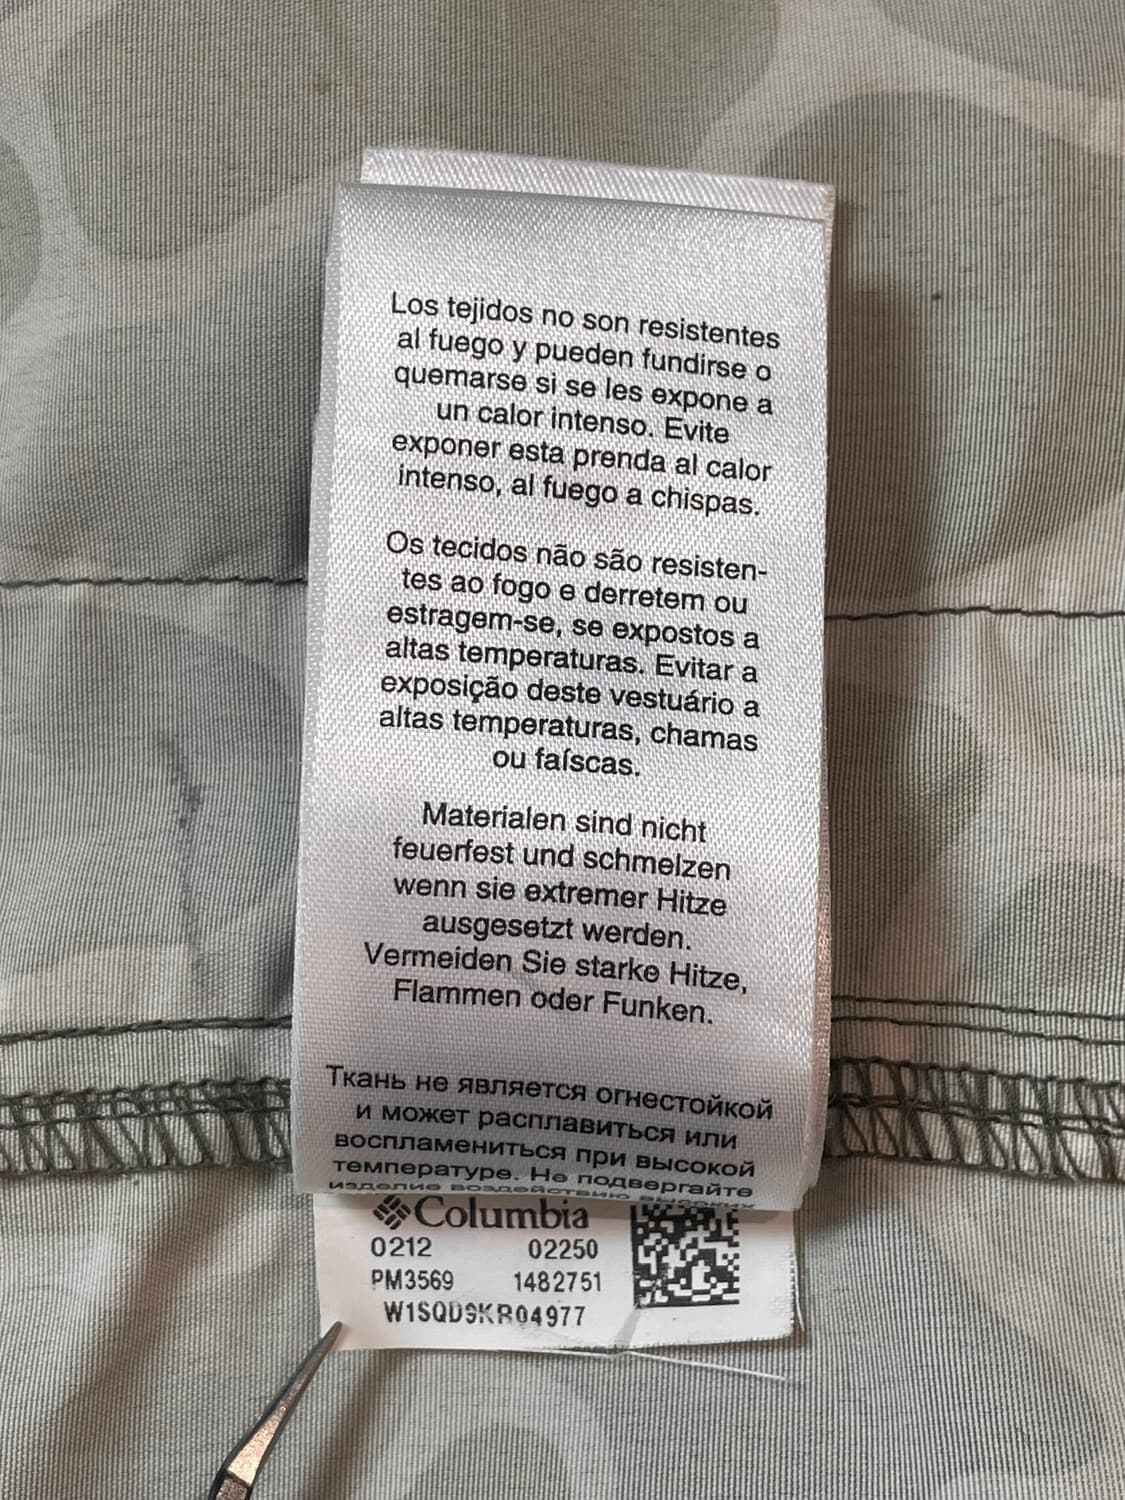 Los tejidos no son resistentes
al fuego y pueden fundirse o
quemarse si se les expone a
un calor intenso. Evite
exponer esta prenda al calor
intenso, al fuego a chispas.
Os tecidos não são resisten-
tes ao fogo e derretem ou
estragem-se, se expostos a
altas temperaturas. Evitar a
exposição deste vestuário a
altas temperaturas, chamas
ou faíscas.
Materialen sind nicht
feuerfest und schmelzen
wenn sie extremer Hitze
ausgesetzt werden.
Vermeiden Sie starke Hitze,
Flammen oder Funken.
Ткань не является огнестойкой
и может расплавиться или
воспламениться при высокой
температуре. Не подвергайте
изделие воздействию высоких
Columbia
0212 02250
PM3569 1482751
W1SQD9KR04977